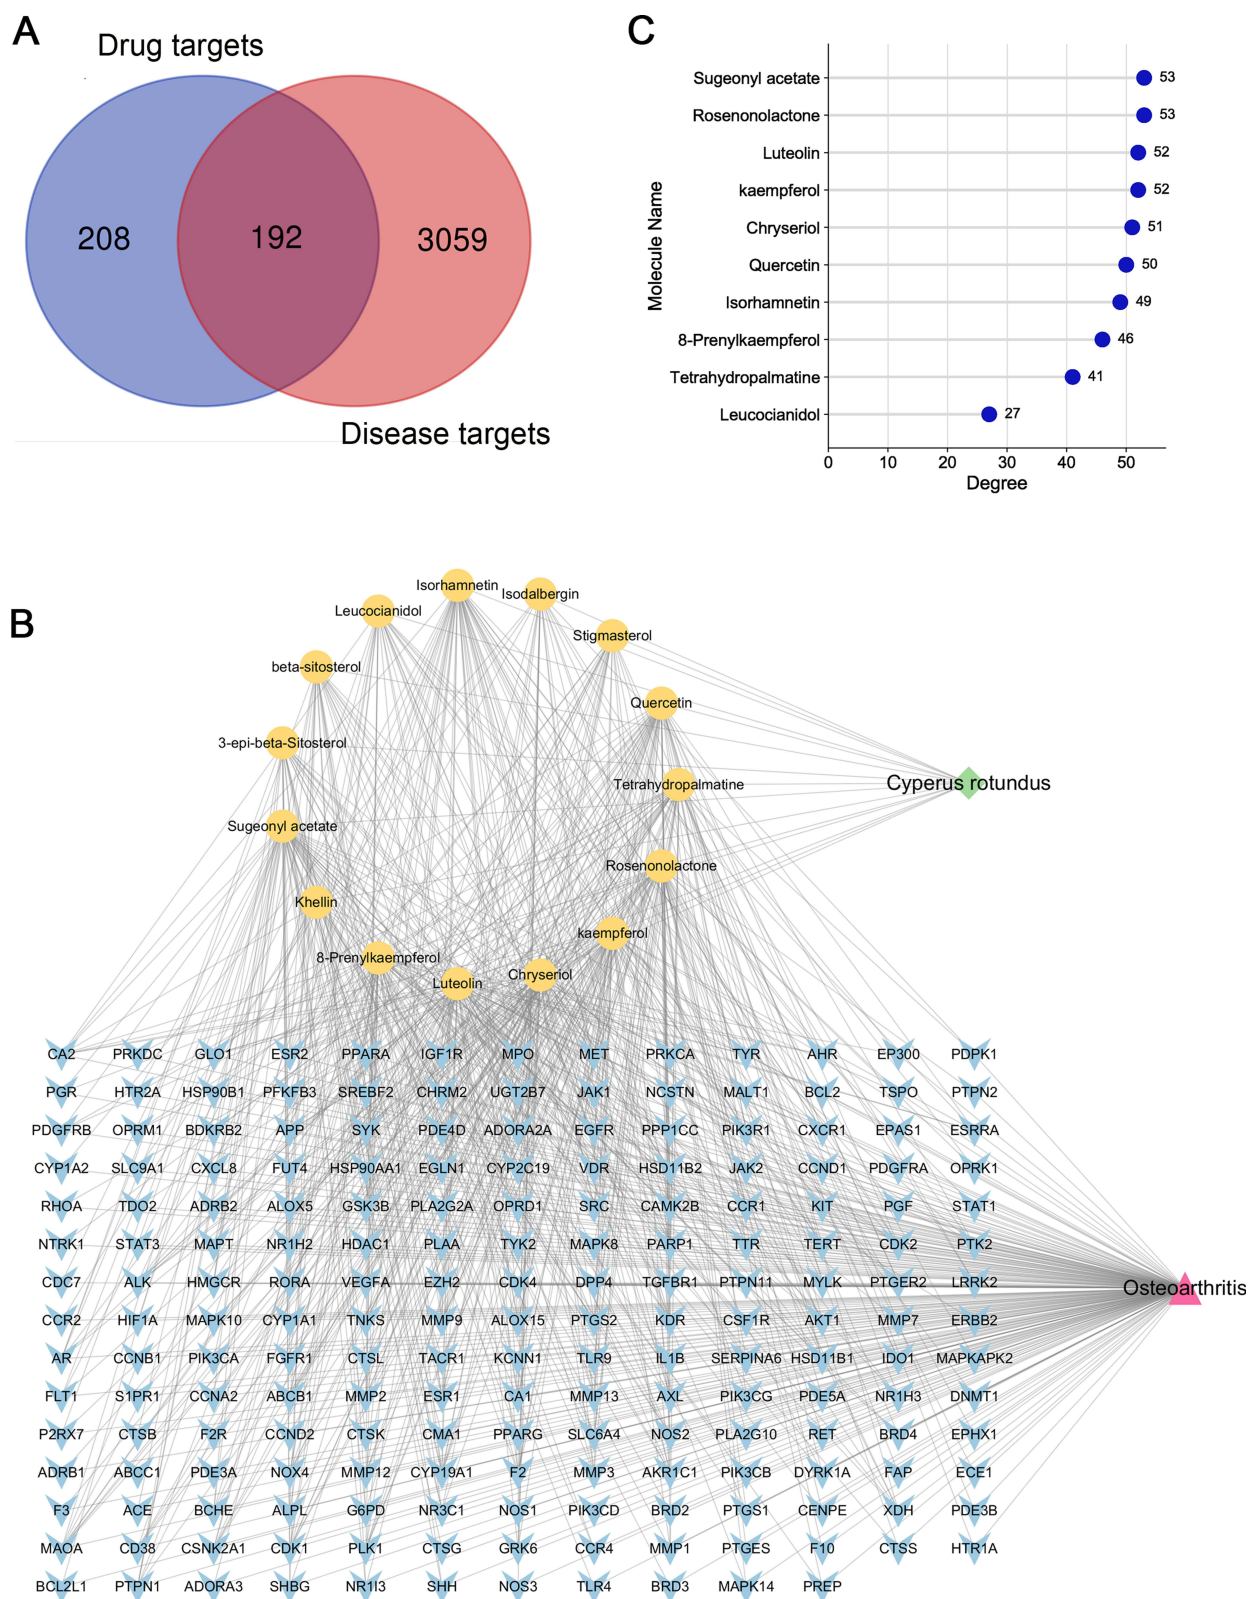 A
Drug targets
208
192
3059
Disease targets
C
Molecule Name
Sugeonyl acetate 53
Rosenonolactone 53
Luteolin 52
kaempferol 52
Chryseriol 51
Quercetin 50
Isorhamnetin 49
8-Prenylkaempferol 46
Tetrahydropalmatine 41
Leucocianidol 27
0 10 20 30 40 50
Degree
B
Isorhamnetin
Isodalbergin
Leucocianidol
Stigmasterol
beta-sitosterol
Quercetin
3-epi-beta-Sitosterol
Tetrahydropalmatine
Cyperus rotundus
Sugeonyl acetate
Rosenonolactone
Khellin
kaempferol
8-Prenylkaempferol
Luteolin
Chryseriol
CA2 PRKDC GLO1 ESR2 PPARA IGF1R MPO MET PRKCA TYR AHR EP300 PDPK1
PGR HTR2A HSP90B1 PFKFB3 SREBF2 CHRM2 UGT2B7 JAK1 NCSTN MALT1 BCL2 TSPO PTPN2
PDGFRB OPRM1 BDKRB2 APP SYK PDE4D ADORA2A EGFR PPP1CC PIK3R1 CXCR1 EPAS1 ESRRA
CYP1A2 SLC9A1 CXCL8 FUT4 HSP90AA1 EGLN1 CYP2C19 VDR HSD11B2 JAK2 CCND1 PDGFRA OPRK1
RHOA TDO2 ADRB2 ALOX5 GSK3B PLA2G2A OPRD1 SRC CAMK2B CCR1 KIT PGF STAT1
NTRK1 STAT3 MAPT NR1H2 HDAC1 PLAA TYK2 MAPK8 PARP1 TTR TERT CDK2 PTK2
CDC7 ALK HMGCR RORA VEGFA EZH2 CDK4 DPP4 TGFBR1 PTPN11 MYLK PTGER2 LRRK2
Osteoarthritis
CCR2 HIF1A MAPK10 CYP1A1 TNKS MMP9 ALOX15 PTGS2 KDR CSF1R AKT1 MMP7 ERBB2
AR CCNB1 PIK3CA FGFR1 CTSL TACR1 KCNN1 TLR9 IL1B SERPINA6 HSD11B1 IDO1 MAPKAPK2
FLT1 S1PR1 CCNA2 ABCB1 MMP2 ESR1 CA1 MMP13 AXL PIK3CG PDE5A NR1H3 DNMT1
P2RX7 CTSB F2R CCND2 CTSK CMA1 PPARG SLC6A4 NOS2 PLA2G10 RET BRD4 EPHX1
ADRB1 ABCC1 PDE3A NOX4 MMP12 CYP19A1 F2 MMP3 AKR1C1 PIK3CB DYRK1A FAP ECE1
F3 ACE BCHE ALPL G6PD NR3C1 NOS1 PIK3CD BRD2 PTGS1 CENPE XDH PDE3B
MAOA CD38 CSNK2A1 CDK1 PLK1 CTSG GRK6 CCR4 MMP1 PTGES F10 CTSS HTR1A
BCL2L1 PTPN1 ADORA3 SHBG NR1I3 SHH NOS3 TLR4 BRD3 MAPK14 PREP